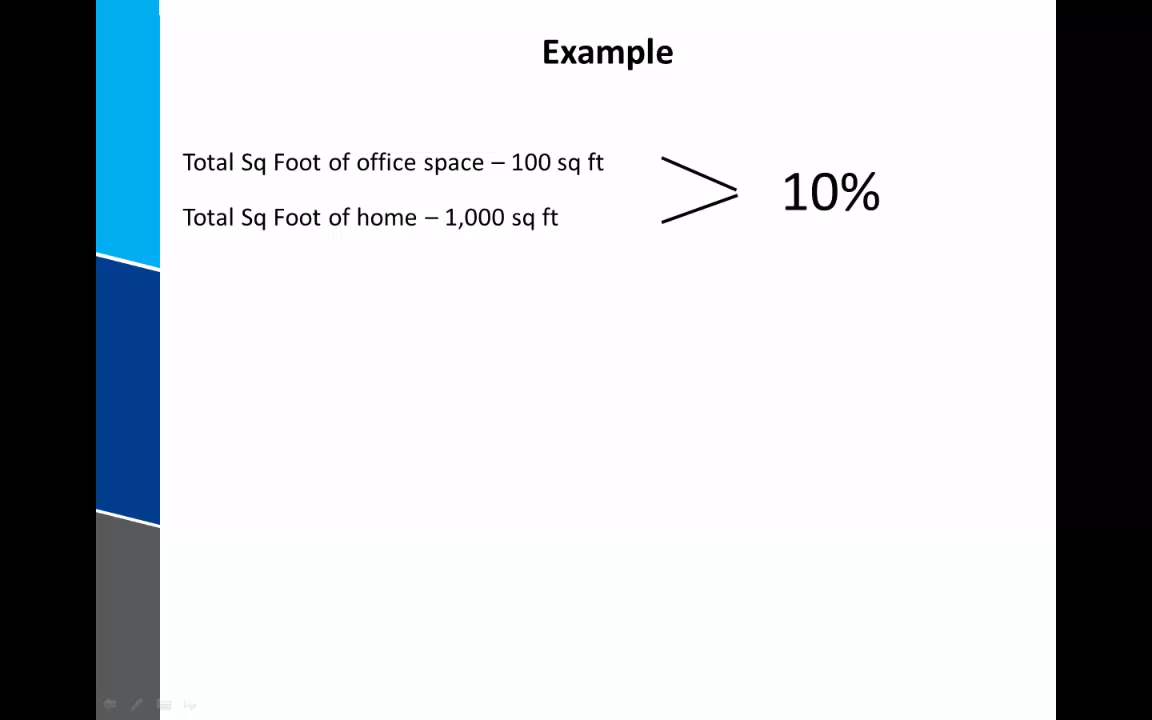 Example
Total Sq Foot of office space – 100 sq ft
Total Sq Foot of home – 1,000 sq ft
10%